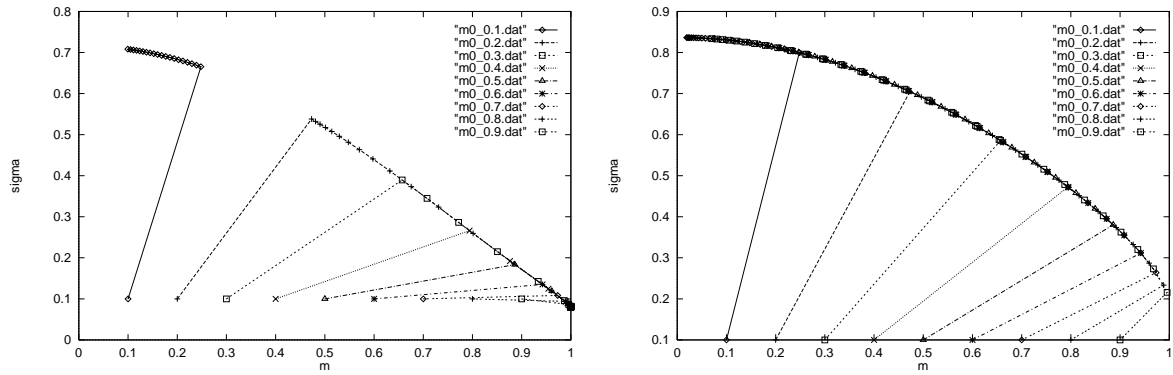 0.8
0.7
0.6
0.5
0.4
0.3
0.2
0.1
0
sigma
0 0.1 0.2 0.3 0.4 0.5 0.6 0.7 0.8 0.9 1
m
"m0_0.1.dat"
"m0_0.2.dat"
"m0_0.3.dat"
"m0_0.4.dat"
"m0_0.5.dat"
"m0_0.6.dat"
"m0_0.7.dat"
"m0_0.8.dat"
"m0_0.9.dat"
0.9
0.8
0.7
0.6
0.5
0.4
0.3
0.2
0.1
sigma
0 0.1 0.2 0.3 0.4 0.5 0.6 0.7 0.8 0.9 1
m
"m0_0.1.dat"
"m0_0.2.dat"
"m0_0.3.dat"
"m0_0.4.dat"
"m0_0.5.dat"
"m0_0.6.dat"
"m0_0.7.dat"
"m0_0.8.dat"
"m0_0.9.dat"